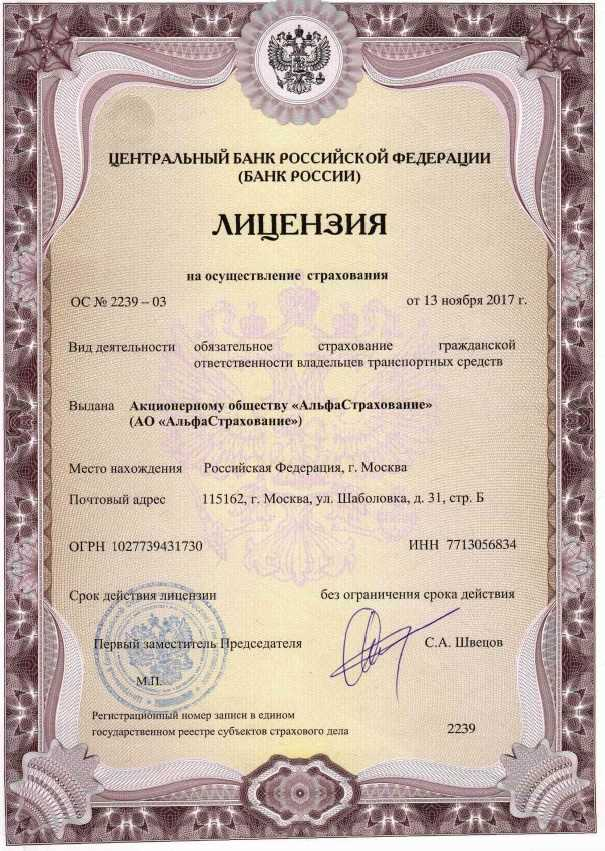 ЦЕНТРАЛЬНЫЙ БАНК РОССИЙСКОЙ ФЕДЕРАЦИИ
(БАНК РОССИИ)
ЛИЦЕНЗИЯ
на осуществление страхования
ОС № 2239 – 03 от 13 ноября 2017 г.
Вид деятельности обязательное страхование гражданской
ответственности владельцев транспортных средств
Выдана Акционерному обществу «АльфаСтрахование»
(АО «АльфаСтрахование»)
Место нахождения Российская Федерация, г. Москва
Почтовый адрес 115162, г. Москва, ул. Шаболовка, д. 31, стр. Б
ОГРН 1027739431730 ИНН 7713056834
Срок действия лицензии без ограничения срока действия
Первый заместитель Председателя С.А. Швецов
М.П.
Регистрационный номер записи в едином
государственном реестре субъектов страхового дела 2239